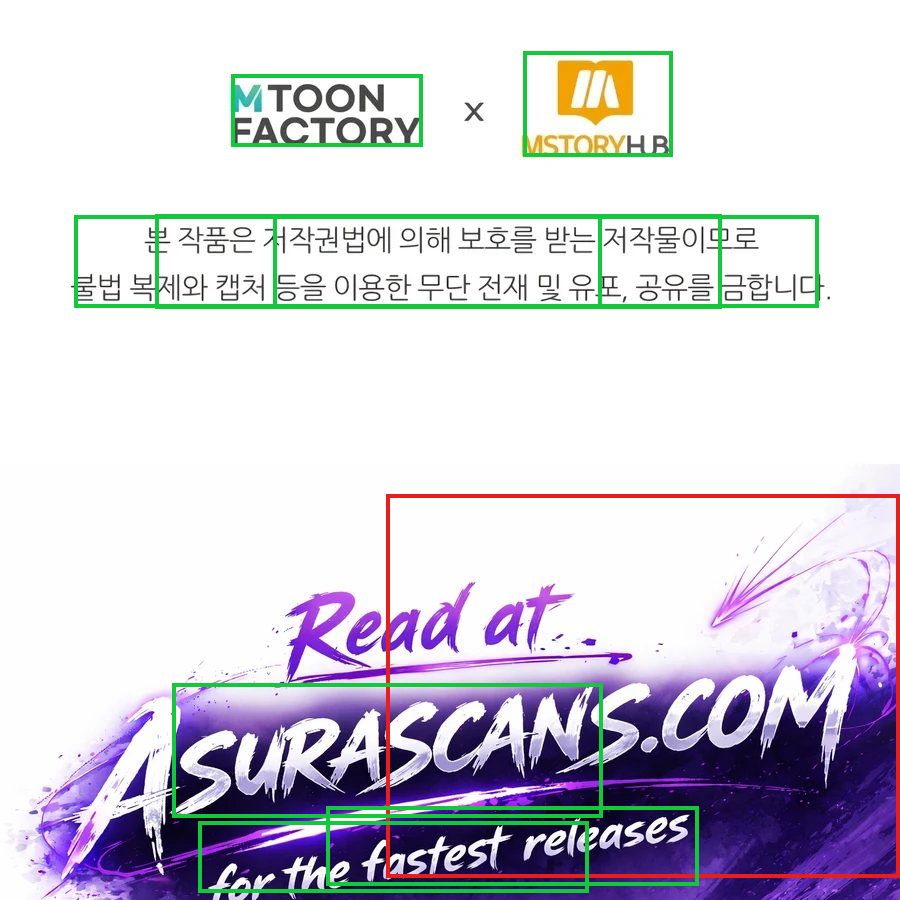 MTOON
FACTORY
x
MSTORYHUB
본 작품은 저작권법에 의해 보호를 받는 저작물이므로
불법 복제와 캡처 등을 이용한 무단 전재 및 유포, 공유를 금합니다.
Read at...
ASURASCANS.COM
for the fastest releases